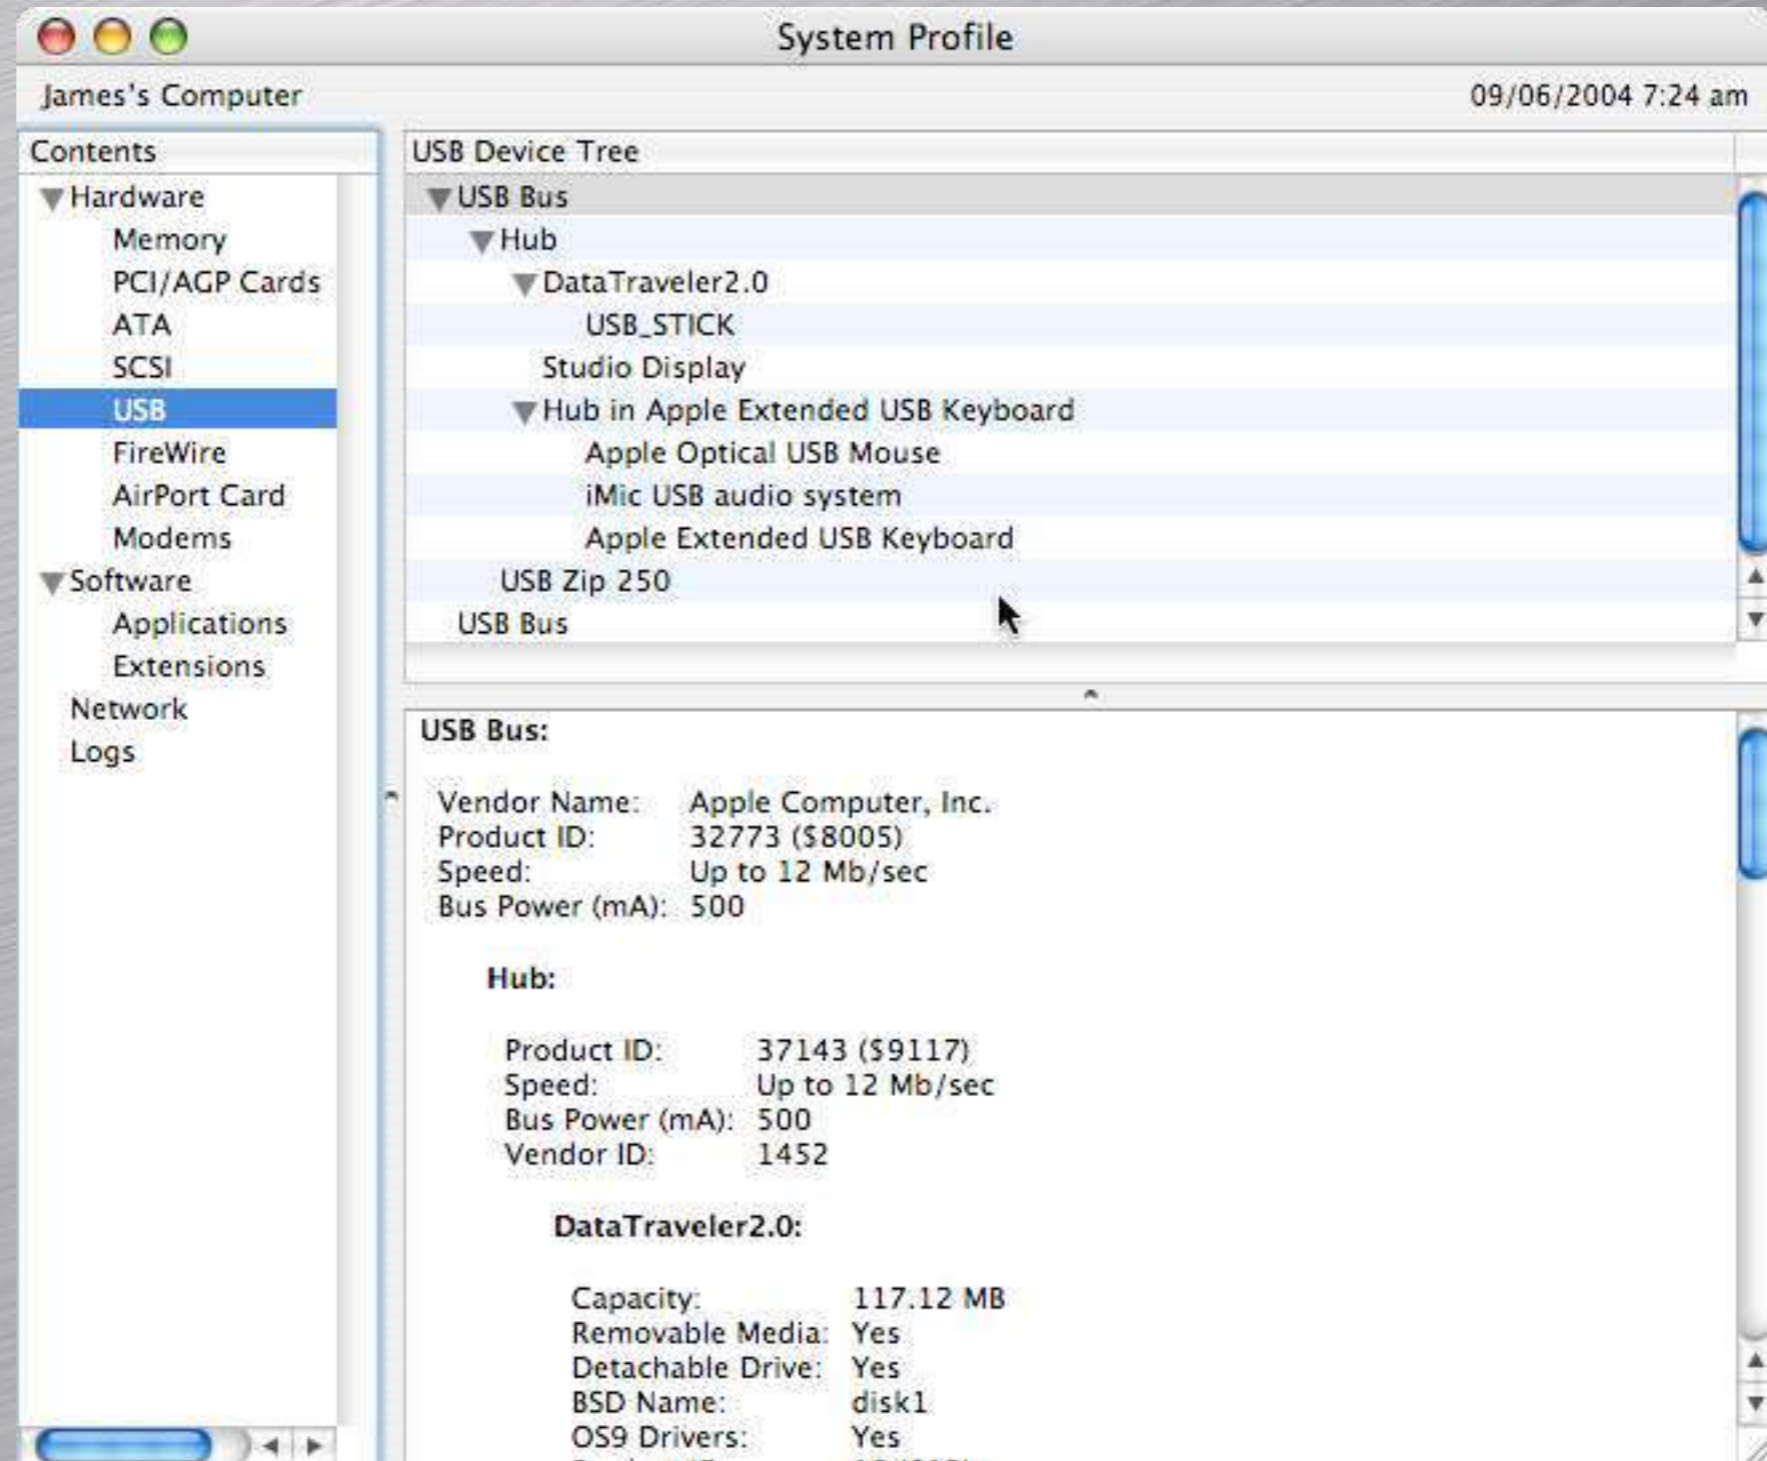 System Profile
James's Computer
09/06/2004 7:24 am
Contents
Hardware
Memory
PCI/AGP Cards
ATA
SCSI
USB
FireWire
AirPort Card
Modems
Software
Applications
Extensions
Network
Logs
USB Device Tree
USB Bus
Hub
DataTraveler2.0
USB_STICK
Studio Display
Hub in Apple Extended USB Keyboard
Apple Optical USB Mouse
iMic USB audio system
Apple Extended USB Keyboard
USB Zip 250
USB Bus
USB Bus:
Vendor Name: Apple Computer, Inc.
Product ID: 32773 ($8005)
Speed: Up to 12 Mb/sec
Bus Power (mA): 500
Hub:
Product ID: 37143 ($9117)
Speed: Up to 12 Mb/sec
Bus Power (mA): 500
Vendor ID: 1452
DataTraveler2.0:
Capacity: 117.12 MB
Removable Media: Yes
Detachable Drive: Yes
BSD Name: disk1
OS9 Drivers: Yes